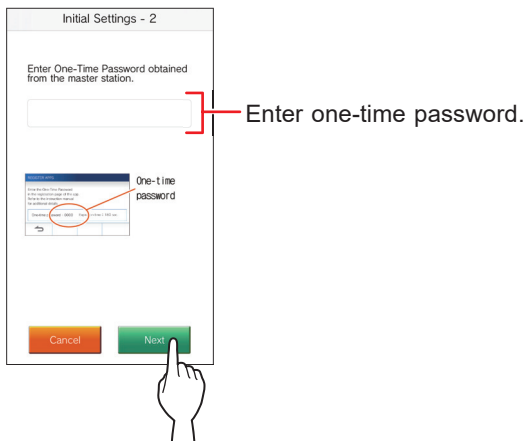 Initial Settings - 2
Enter One-Time Password obtained
from the master station.
Enter one-time password.
One-time
password
Cancel
Next